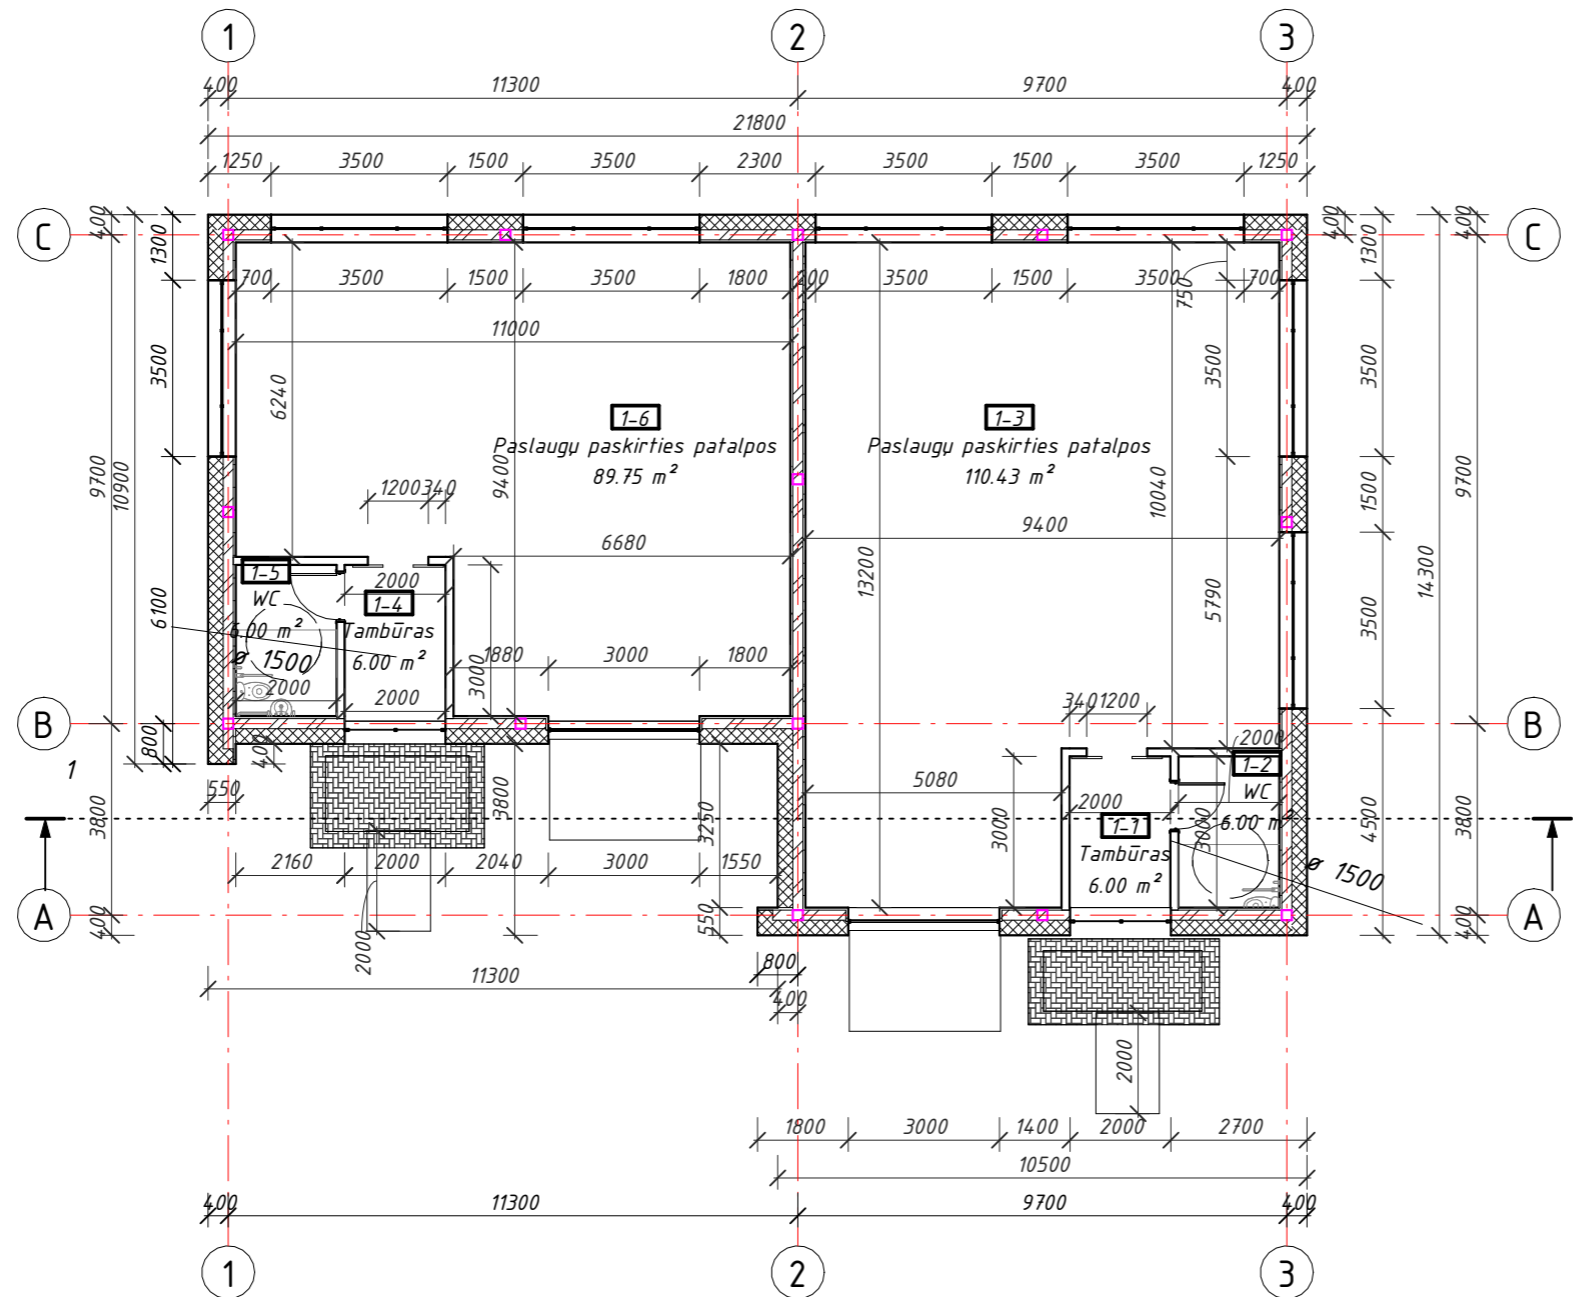 1 2 3
400 11300 9700 400
21800
1250 3500 1500 3500 2300 3500 1500 3500 1250
C C
400 1300 400 1300 400
700 3500 1500 3500 1800 3500 1500 3500 700
750
11000
3500 6240 3500 3500
1-6 1-3
Paslaugų paskirties patalpos Paslaugų paskirties patalpos
89.75 m² 110.43 m²
9700 10900 9400 10040 1500 9700
1200 340
6680 9400
13200 5790 14300
1-5 2000
WC 1-4
6.00 m² Tambūras
ø 1500 6.00 m²
6100 3000 3500
1880 3000 1800
2000 2000
340 1200
B B
800 400 2000
1 1-2
550 WC
5080 2000
3800 3800 3250 3000 1-1 3000 6.00 m² 4500 3800
Tambūras
6.00 m² ø 1500
2160 2000 2040 3000 1550
A A
400 2000 550 400
800
11300
400
2000
1800 3000 1400 2000 2700
10500
400 11300 9700 400
1 2 3